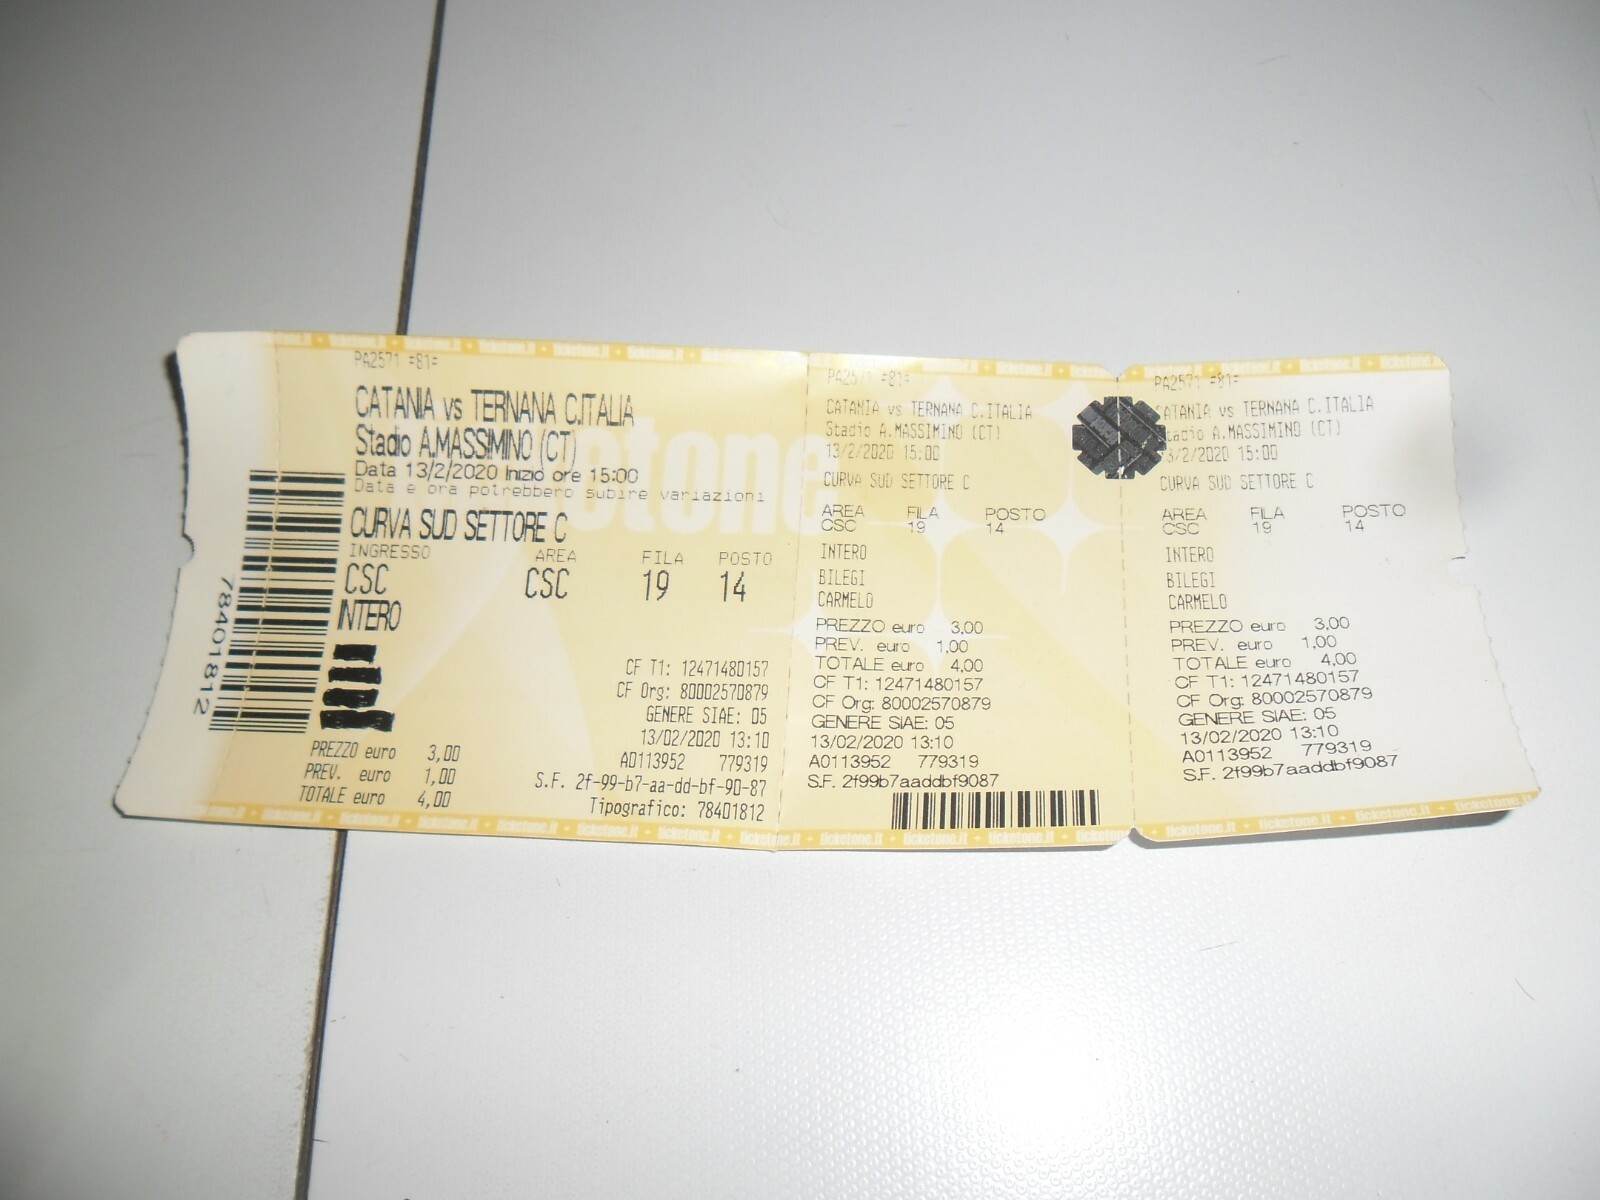 PA2571 =81=
CATANIA vs TERNANA C.ITALIA
Stadio A.MASSIMINO (CT)
Data 13/2/2020 Inizio ore 15:00
Data e ora potrebbero subire variazioni
CURVA SUD SETTORE C
INGRESSO AREA FILA POSTO
CSC CSC 19 14
INTERO
CF T1: 12471480157
CF Org: 80002570879
GENERE SIAE: 05
13/02/2020 13:10
A0113952 779319
S.F. 2f-99-b7-aa-dd-bf-90-87
Tipografico: 78401812
PREZZO euro 3,00
PREV. euro 1,00
TOTALE euro 4,00
78401812
PA2571 =81=
CATANIA vs TERNANA C.ITALIA
Stadio A.MASSIMINO (CT)
13/2/2020 15:00
CURVA SUD SETTORE C
AREA FILA POSTO
CSC 19 14
INTERO
BILEGI
CARMELO
PREZZO euro 3,00
PREV. euro 1,00
TOTALE euro 4,00
CF T1: 12471480157
CF Org: 80002570879
GENERE SIAE: 05
13/02/2020 13:10
A0113952 779319
S.F. 2f99b7aaddbf9087
PA2571 =81=
CATANIA vs TERNANA C.ITALIA
Stadio A.MASSIMINO (CT)
3/2/2020 15:00
CURVA SUD SETTORE C
AREA FILA POSTO
CSC 19 14
INTERO
BILEGI
CARMELO
PREZZO euro 3,00
PREV. euro 1,00
TOTALE euro 4,00
CF T1: 12471480157
CF Org: 80002570879
GENERE SIAE: 05
13/02/2020 13:10
A0113952 779319
S.F. 2f99b7aaddbf9087
ticketone.it + ticketone.it + ticketone.it + ticketone.it